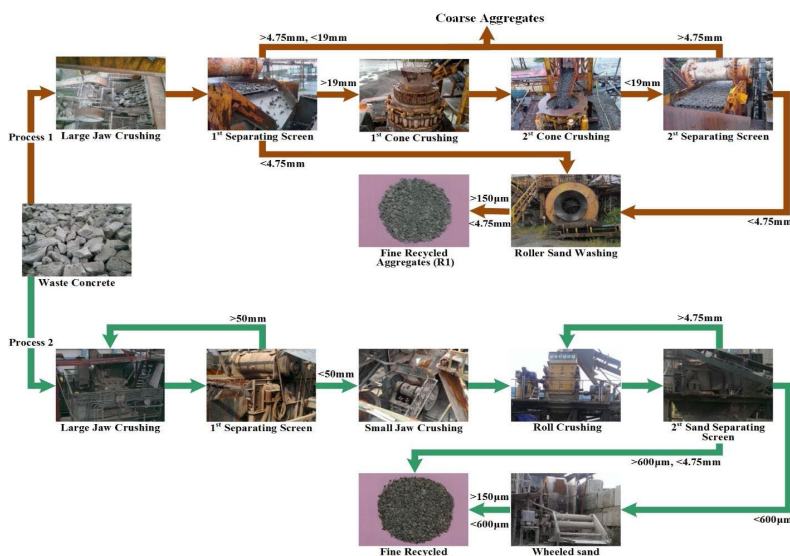 Coarse Aggregates
>4.75mm, <19mm
>4.75mm
>19mm
<19mm
Process 1
Large Jaw Crushing
1st Separating Screen
1st Cone Crushing
2st Cone Crushing
2st Separating Screen
<4.75mm
>150μm
<4.75mm
<4.75mm
Fine Recycled
Aggregates (R1)
Roller Sand Washing
Waste Concrete
>50mm
>4.75mm
Process 2
<50mm
Large Jaw Crushing
1st Separating Screen
Small Jaw Crushing
Roll Crushing
2st Sand Separating
Screen
>600μm, <4.75mm
>150μm
<600μm
<600μm
Fine Recycled
Wheeled sand